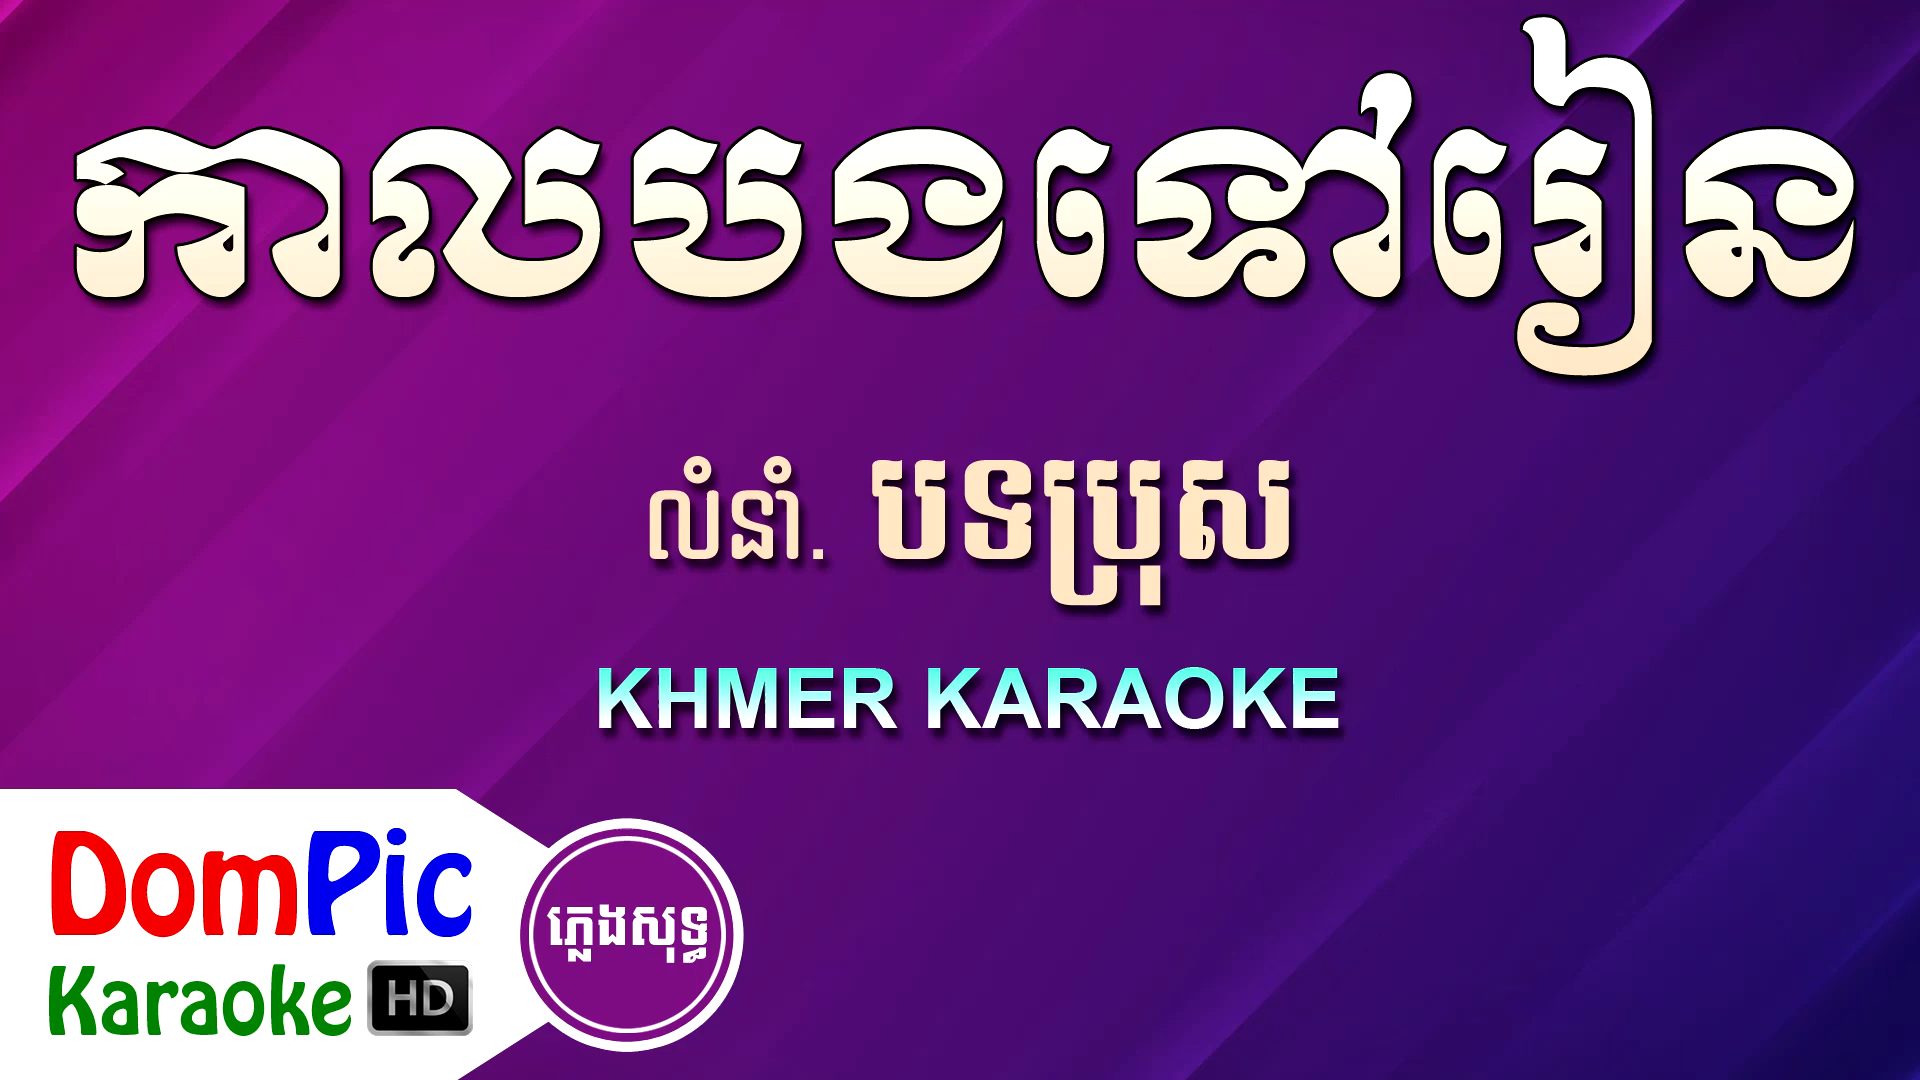 កាលបងទៅរៀន
លំនាំ. បទប្រុស
KHMER KARAOKE
DomPic
Karaoke HD
ភ្លេងសុទ្ធ